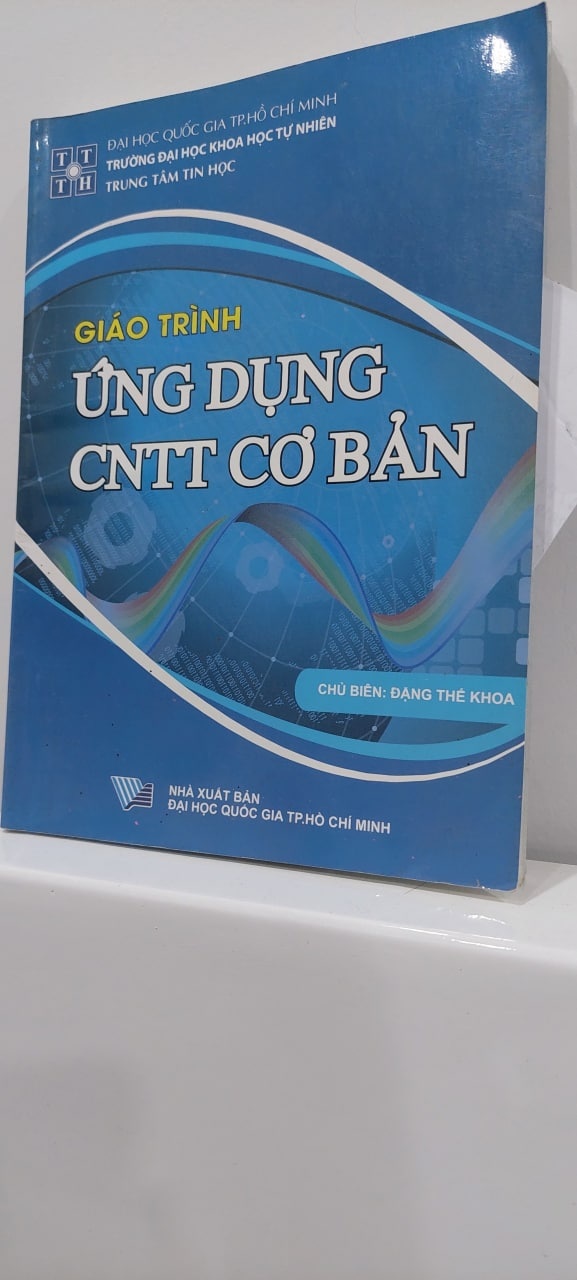 T T
T H
ĐẠI HỌC QUỐC GIA TP.HỒ CHÍ MINH
TRƯỜNG ĐẠI HỌC KHOA HỌC TỰ NHIÊN
TRUNG TÂM TIN HỌC
GIÁO TRÌNH
ỨNG DỤNG
CNTT CƠ BẢN
CHỦ BIÊN: ĐẶNG THẾ KHOA
NHÀ XUẤT BẢN
ĐẠI HỌC QUỐC GIA TP.HỒ CHÍ MINH